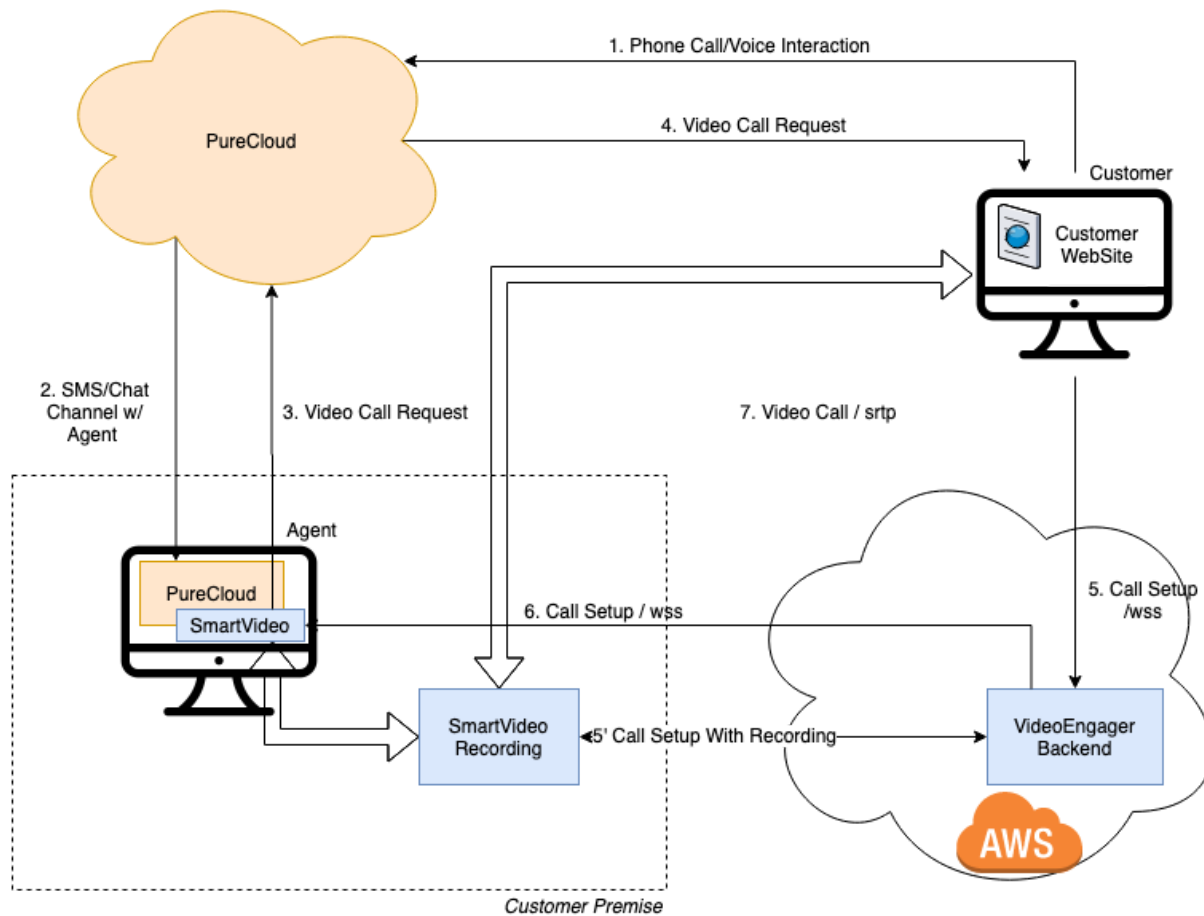 1. Phone Call/Voice Interaction
PureCloud
4. Video Call Request
Customer
Customer
WebSite
2. SMS/Chat
Channel w/
Agent
3. Video Call Request
7. Video Call / srtp
Agent
PureCloud
SmartVideo
6. Call Setup / wss
5. Call Setup
/wss
SmartVideo
Recording
5' Call Setup With Recording
VideoEngager
Backend
AWS
Customer Premise